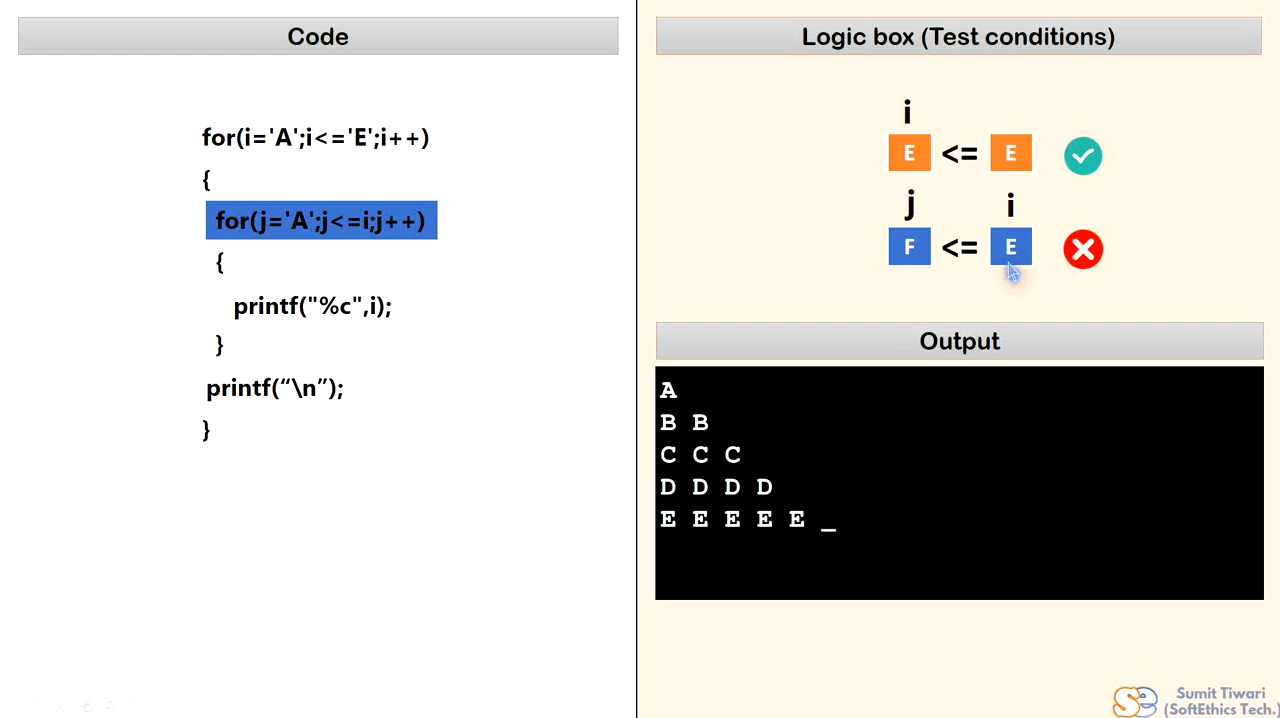 Code
for(i='A';i<='E';i++)
{
for(j='A';j<=i;j++)
{
printf("%c",i);
}
printf(“\n”);
}
Logic box (Test conditions)
i
E <= E
j i
F <= E
Output
A
B B
C C C
D D D D
E E E E E _
Sumit Tiwari
(SoftEthics Tech.)